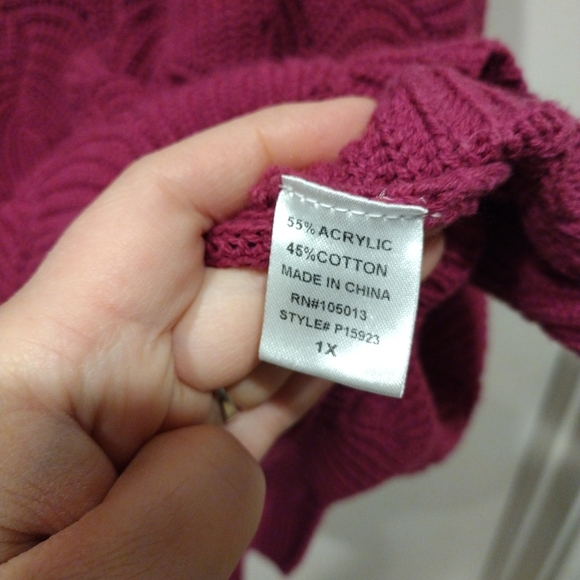 55% ACRYLIC
45%COTTON
MADE IN CHINA
RN#105013
STYLE# P15923
1X